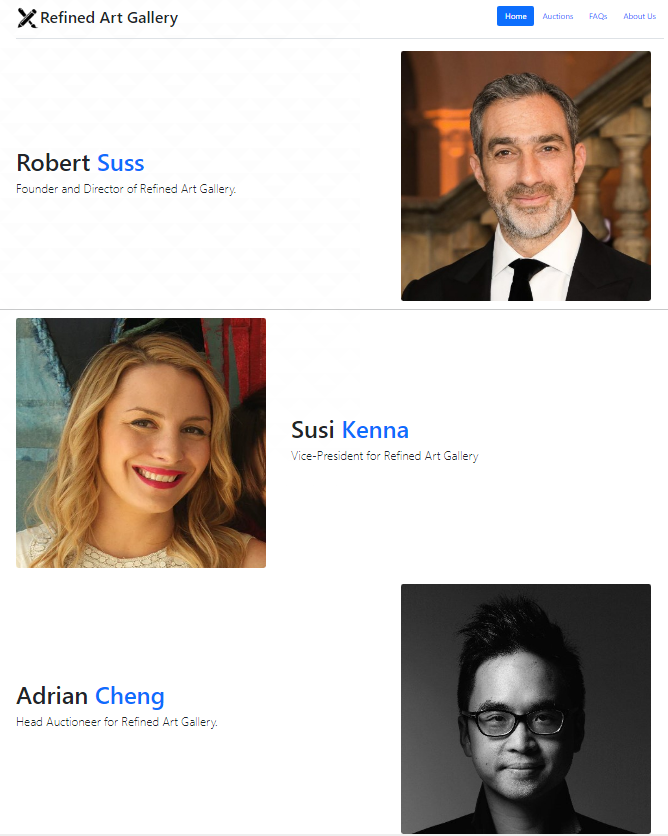 Refined Art Gallery
Home Auctions FAQs About Us
Robert Suss
Founder and Director of Refined Art Gallery.
Susi Kenna
Vice-President for Refined Art Gallery
Adrian Cheng
Head Auctioneer for Refined Art Gallery.